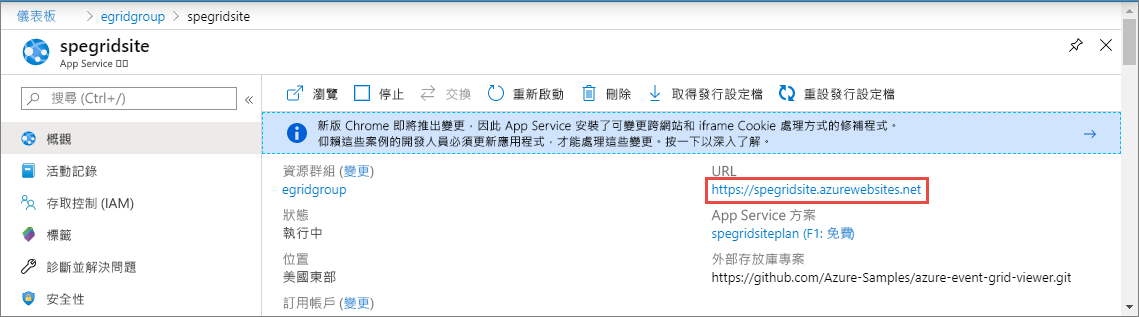 儀表板 > egridgroup > spegridsite
spegridsite
App Service
搜尋 (Ctrl+/)
概觀
活動記錄
存取控制 (IAM)
標籤
診斷並解決問題
安全性
瀏覽 停止 交換 重新啟動 刪除 取得發行設定檔 重設發行設定檔
新版 Chrome 即將推出變更，因此 App Service 安裝了可變更跨網站和 iframe Cookie 處理方式的修補程式。
仰賴這些案例的開發人員必須更新應用程式，才能處理這些變更。按一下以深入了解。
資源群組 (變更)
egridgroup
狀態
執行中
位置
美國東部
訂用帳戶 (變更)
URL
https://spegridsite.azurewebsites.net
App Service 方案
spegridsiteplan (F1: 免費)
外部存放庫專案
https://github.com/Azure-Samples/azure-event-grid-viewer.git